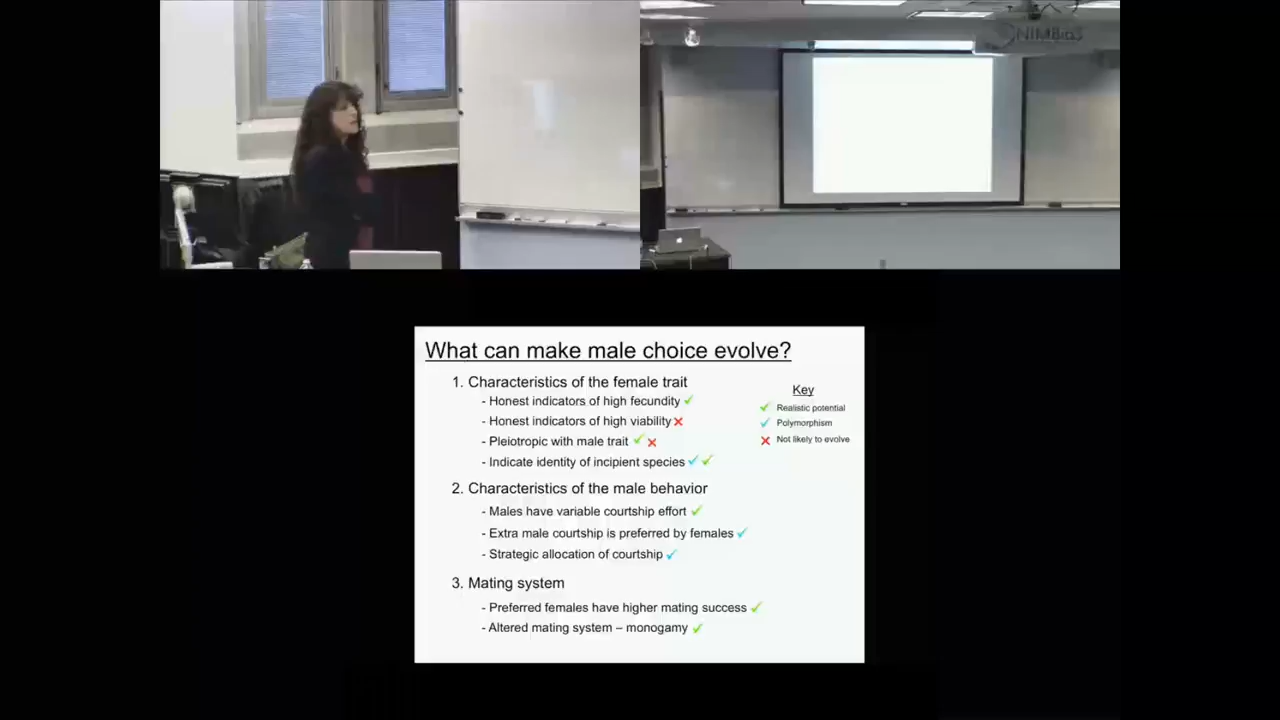 NIMBioS
What can make male choice evolve?
1. Characteristics of the female trait
- Honest indicators of high fecundity ✓
- Honest indicators of high viability ✗
- Pleiotropic with male trait ✓ ✗
- Indicate identity of incipient species ✓ ✓
Key
✓ Realistic potential
✓ Polymorphism
✗ Not likely to evolve
2. Characteristics of the male behavior
- Males have variable courtship effort ✓
- Extra male courtship is preferred by females ✓
- Strategic allocation of courtship ✓
3. Mating system
- Preferred females have higher mating success ✓
- Altered mating system – monogamy ✓